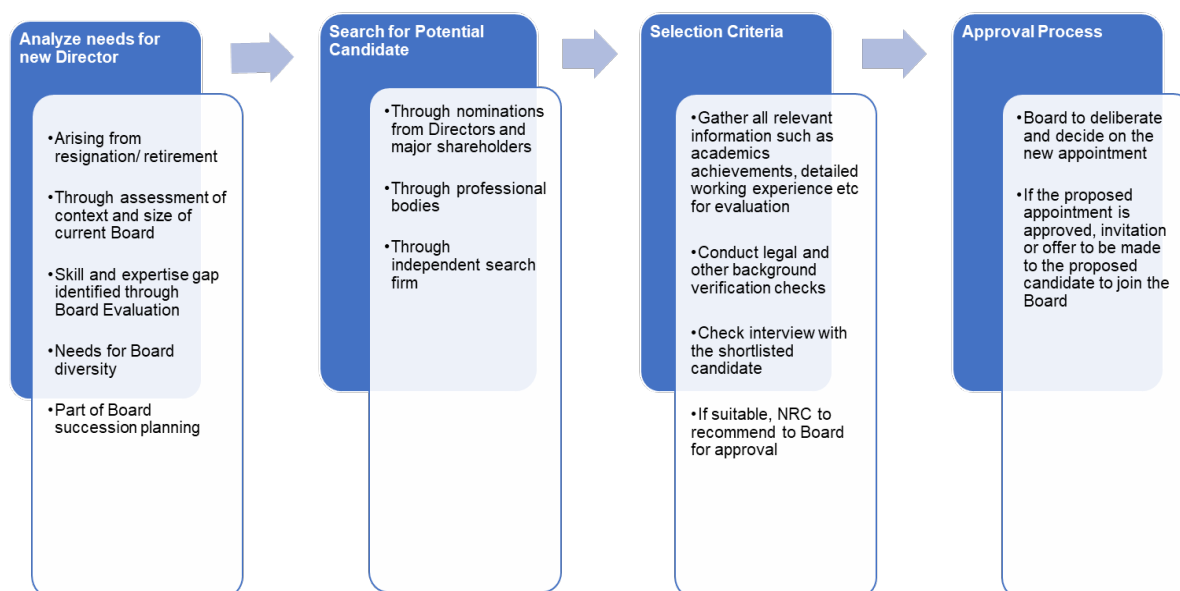 Analyze needs for
new Director
•Arising from
resignation/ retirement
•Through assessment of
context and size of
current Board
•Skill and expertise gap
identified through
Board Evaluation
•Needs for Board
diversity
•Part of Board
succession planning
Search for Potential
Candidate
•Through nominations
from Directors and
major shareholders
•Through professional
bodies
•Through
independent search
firm
Selection Criteria
•Gather all relevant
information such as
academics
achievements, detailed
working experience etc
for evaluation
•Conduct legal and
other background
verification checks
•Check interview with
the shortlisted
candidate
•If suitable, NRC to
recommend to Board
for approval
Approval Process
•Board to deliberate
and decide on the
new appointment
•If the proposed
appointment is
approved, invitation
or offer to be made
to the proposed
candidate to join the
Board